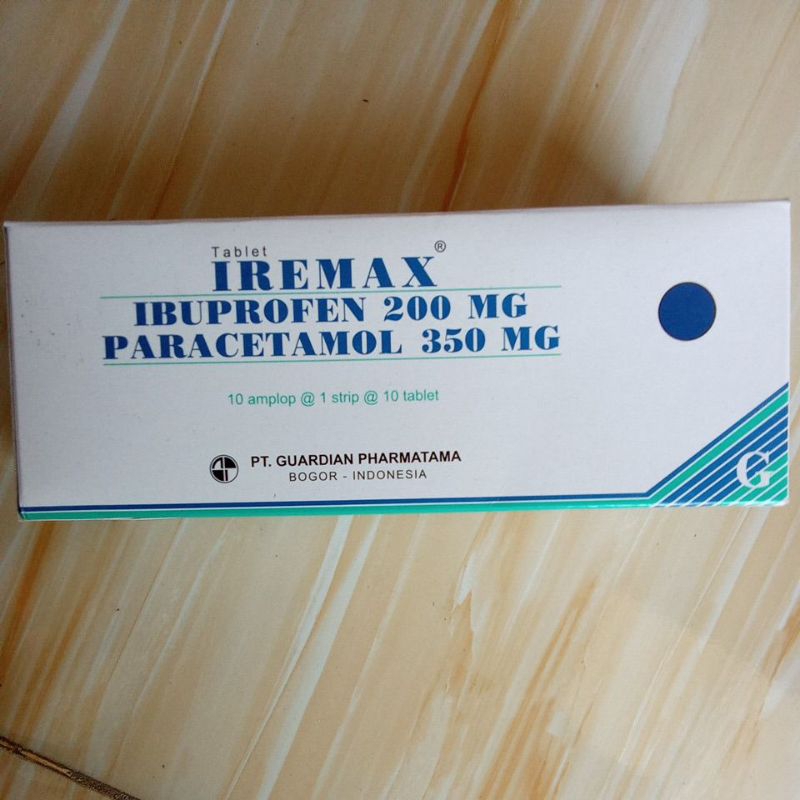 Tablet
IREMAX®
IBUPROFEN 200 MG
PARACETAMOL 350 MG
10 amplop @ 1 strip @ 10 tablet
PT. GUARDIAN PHARMATAMA
BOGOR - INDONESIA
G